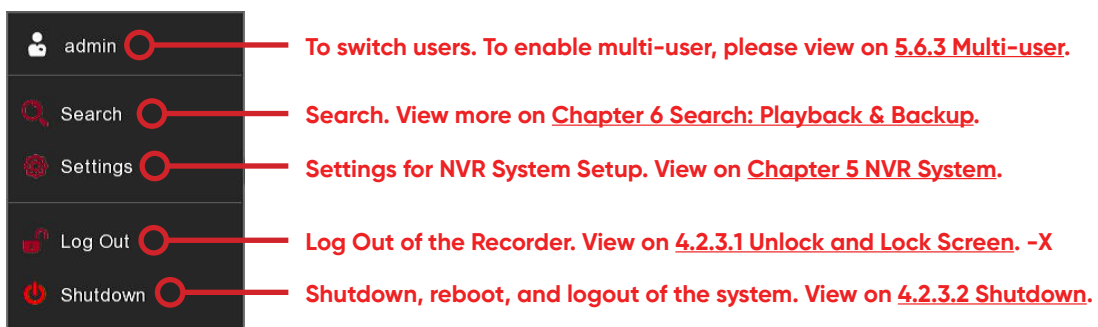 admin To switch users. To enable multi-user, please view on 5.6.3 Multi-user.
Search Search. View more on Chapter 6 Search: Playback & Backup.
Settings Settings for NVR System Setup. View on Chapter 5 NVR System.
Log Out Log Out of the Recorder. View on 4.2.3.1 Unlock and Lock Screen. -X
Shutdown Shutdown, reboot, and logout of the system. View on 4.2.3.2 Shutdown.